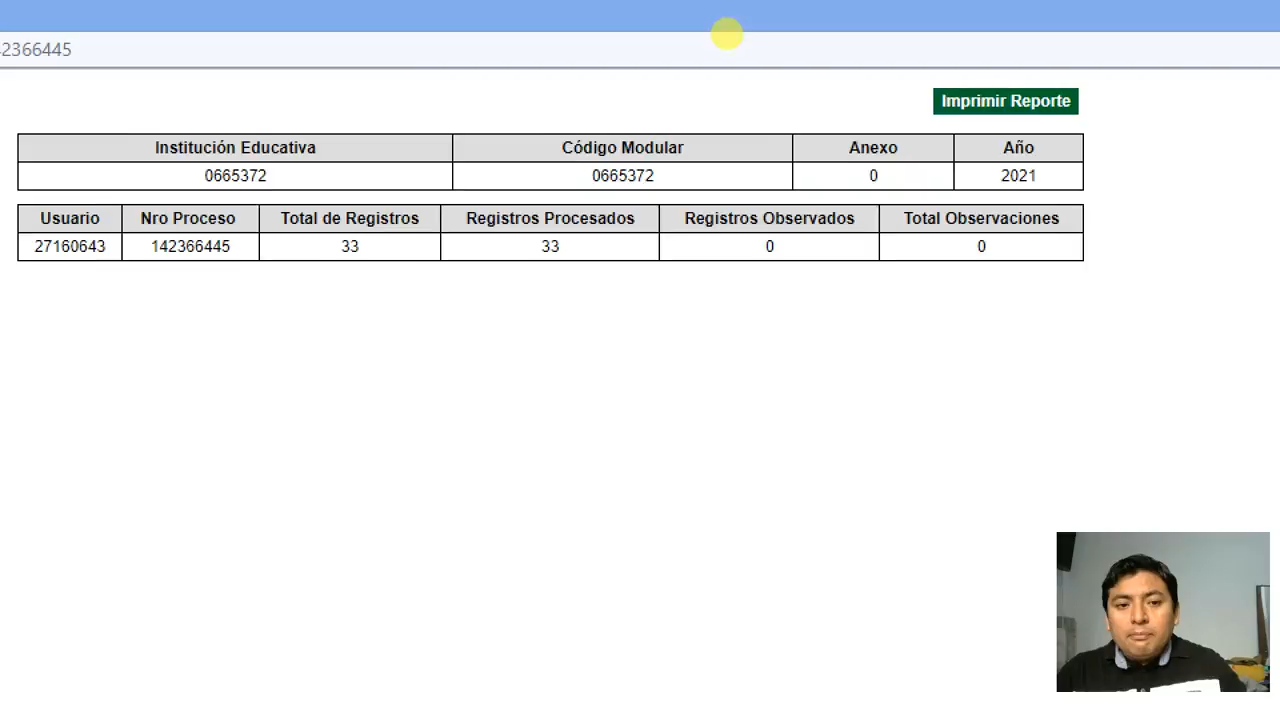 2366445
Imprimir Reporte
Institución Educativa Código Modular Anexo Año
0665372 0665372 0 2021
Usuario Nro Proceso Total de Registros Registros Procesados Registros Observados Total Observaciones
27160643 142366445 33 33 0 0